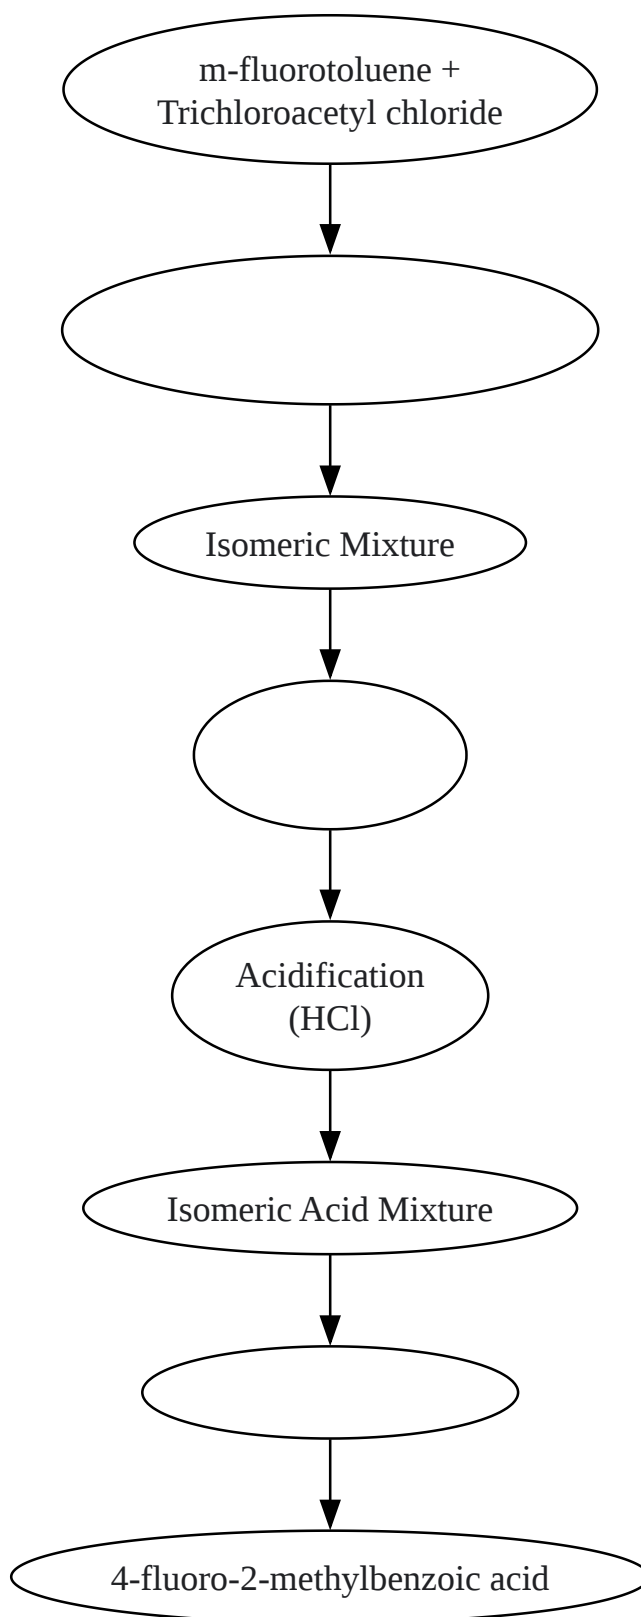 m-fluorotoluene +
Trichloroacetyl chloride
Isomeric Mixture
Acidification
(HCl)
Isomeric Acid Mixture
4-fluoro-2-methylbenzoic acid